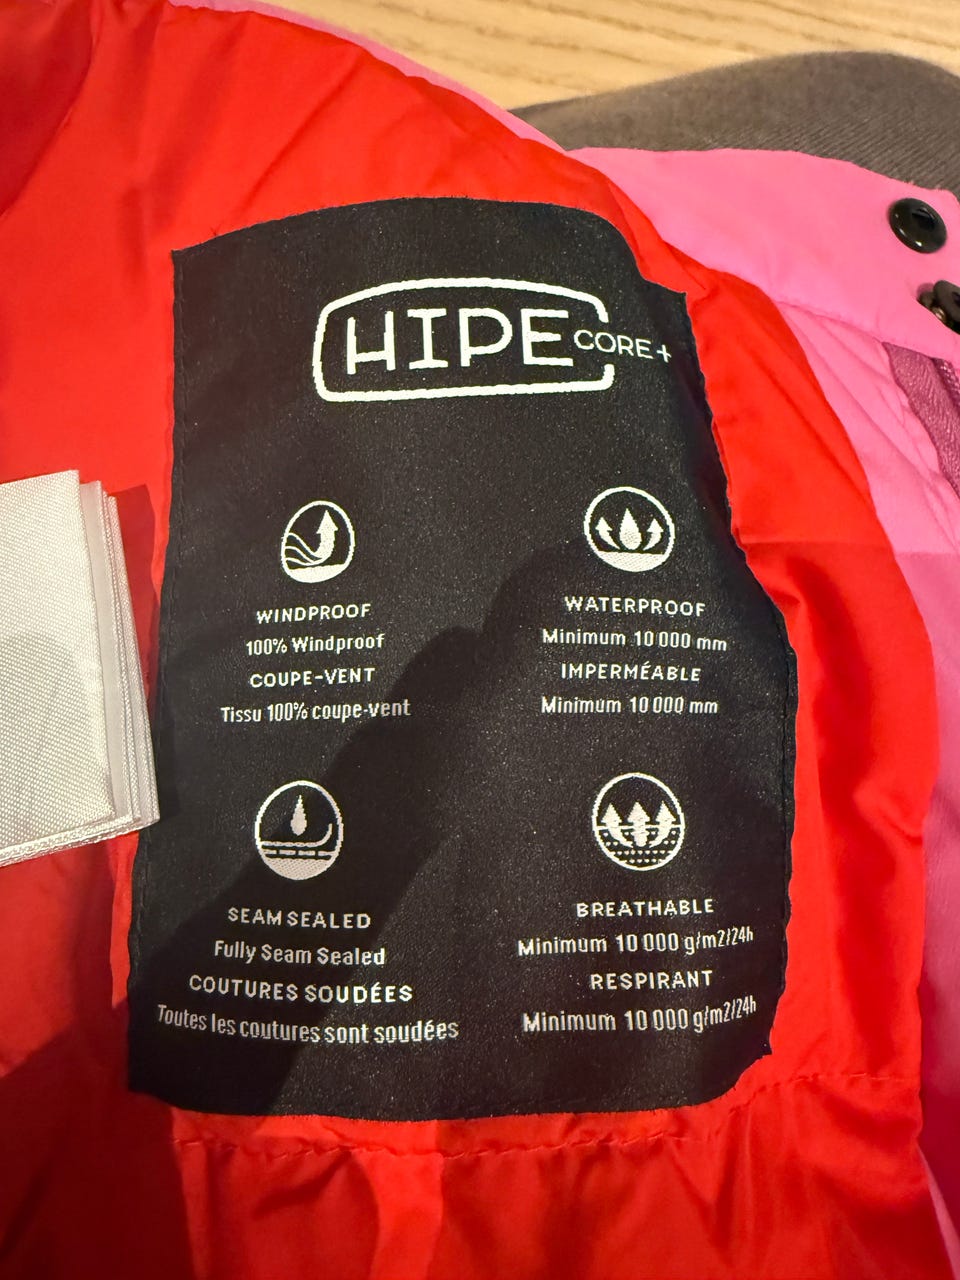 HIPE CORE+
WINDPROOF
100% Windproof
COUPE-VENT
Tissu 100% coupe-vent
WATERPROOF
Minimum 10 000 mm
IMPERMÉABLE
Minimum 10 000 mm
SEAM SEALED
Fully Seam Sealed
COUTURES SOUDÉES
Toutes les coutures sont soudées
BREATHABLE
Minimum 10 000 g/m2/24h
RESPIRANT
Minimum 10 000 g/m2/24h